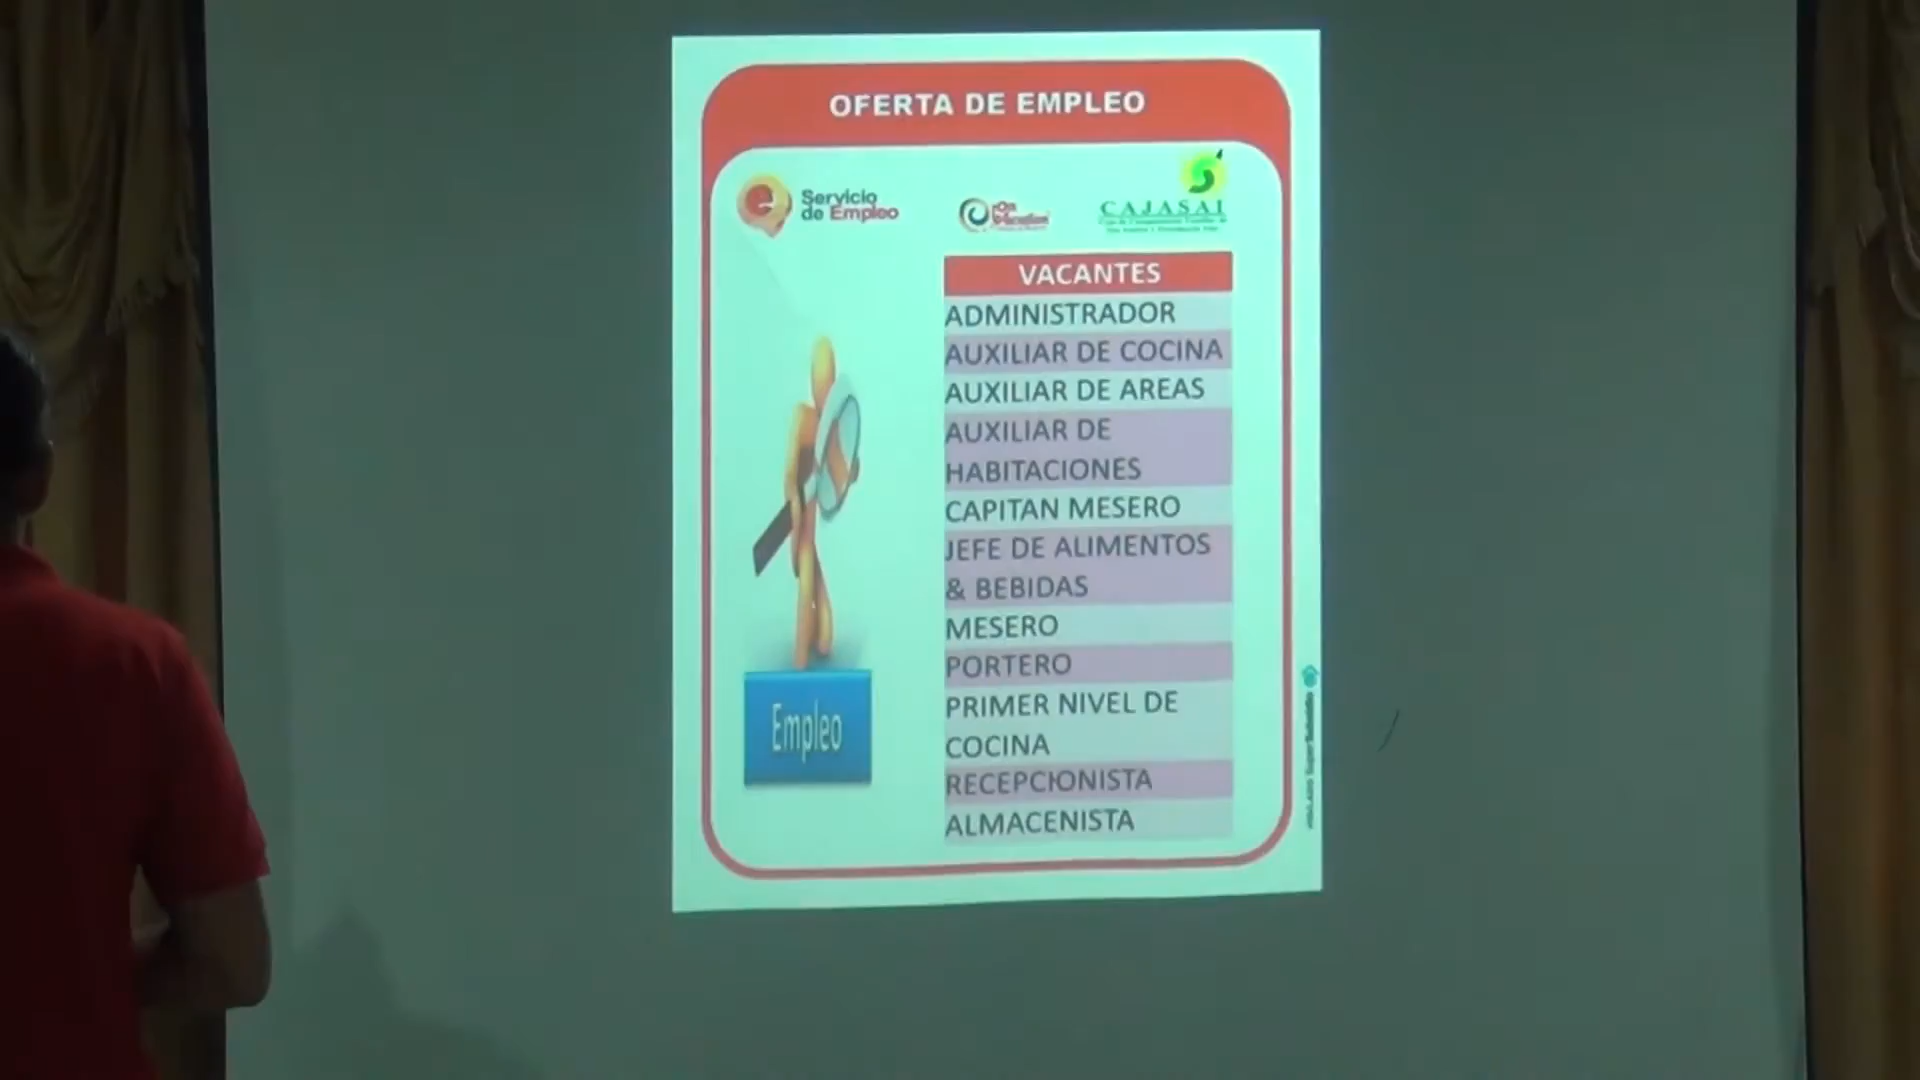 OFERTA DE EMPLEO
Servicio
de Empleo
CAJASAI
VACANTES
ADMINISTRADOR
AUXILIAR DE COCINA
AUXILIAR DE AREAS
AUXILIAR DE
HABITACIONES
CAPITAN MESERO
JEFE DE ALIMENTOS
& BEBIDAS
MESERO
PORTERO
PRIMER NIVEL DE
COCINA
RECEPCIONISTA
ALMACENISTA
Empleo